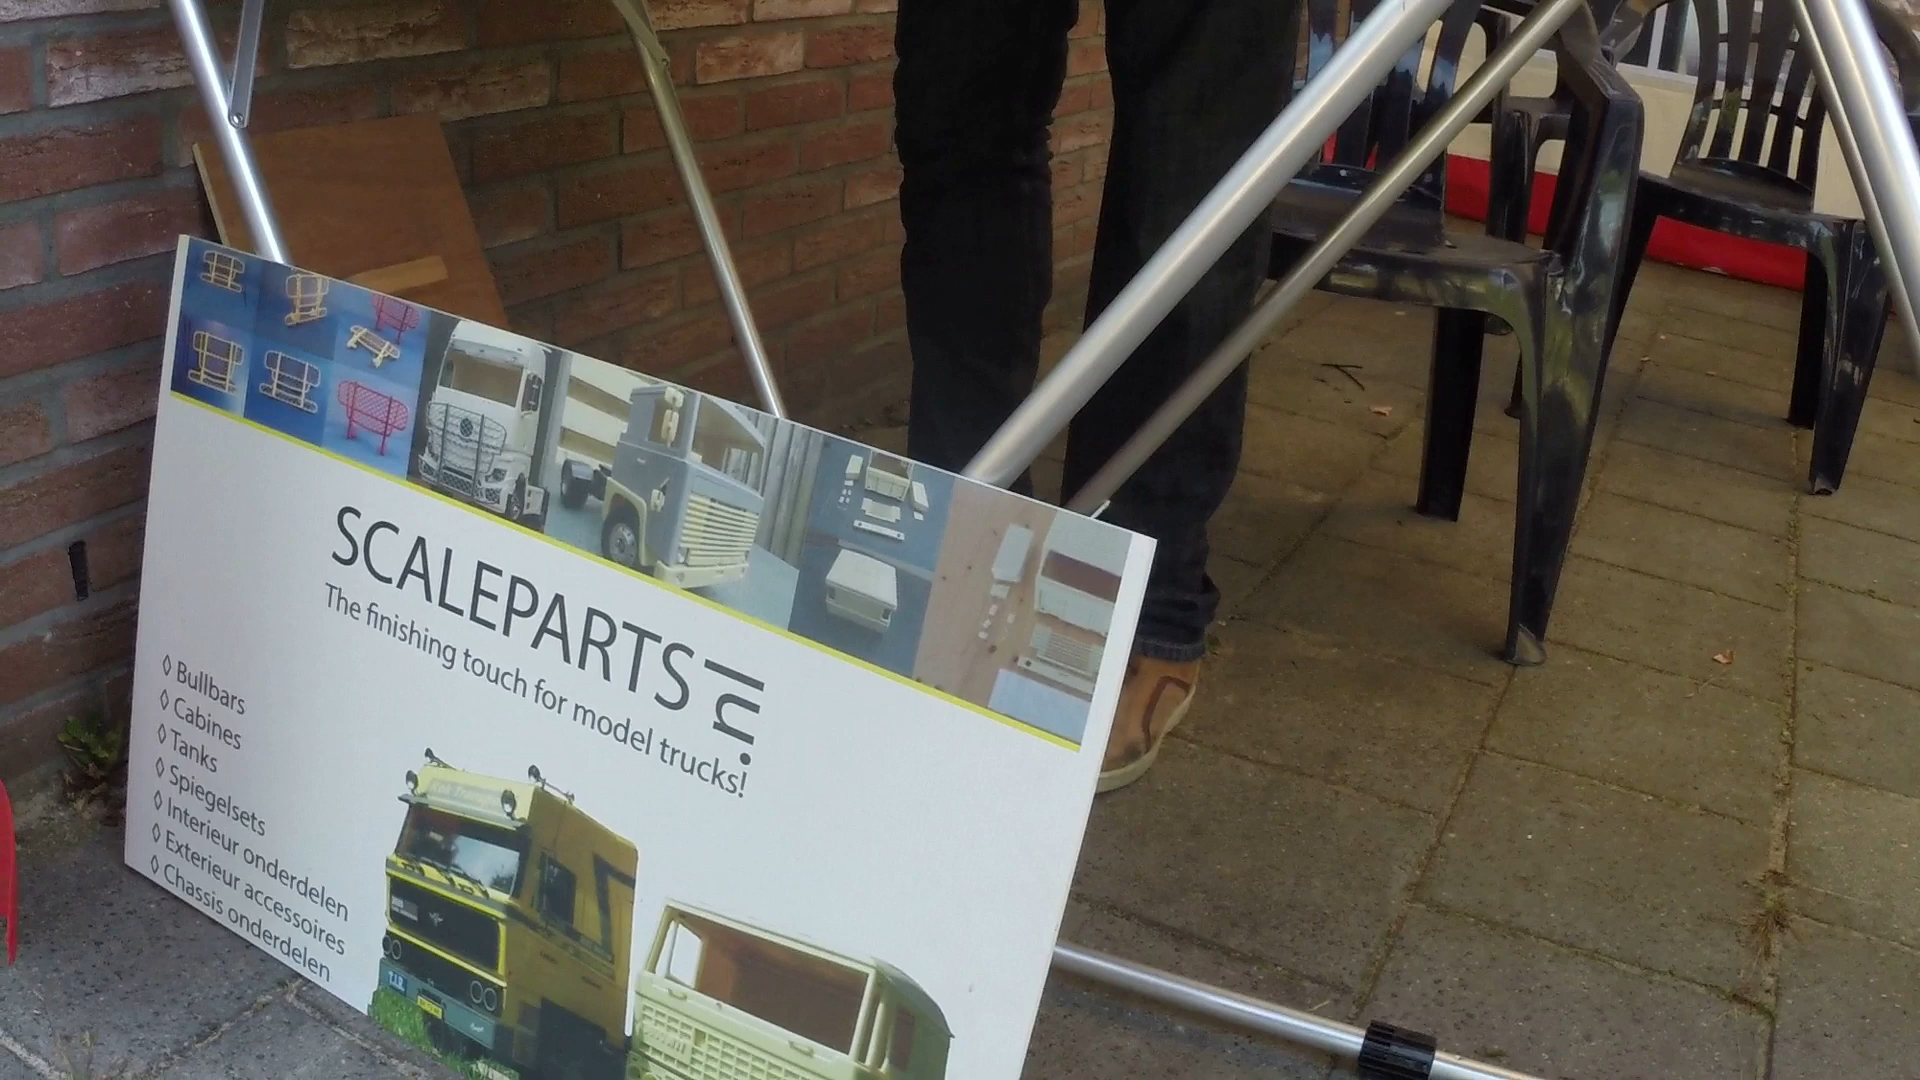 SCALEPARTS.nl
The finishing touch for model trucks!
◊ Bullbars
◊ Cabines
◊ Tanks
◊ Spiegelsets
◊ Interieur onderdelen
◊ Exterieur accessoires
◊ Chassis onderdelen
T.I.R.